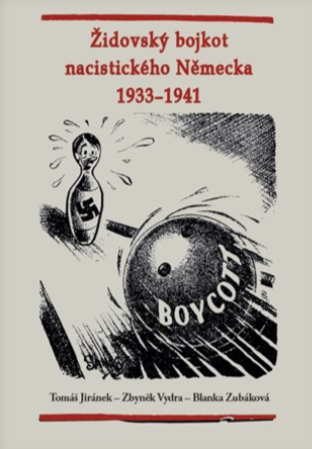 Židovský bojkot
nacistického Německa
1933–1941
BOYCOTT
Tomáš Jiránek – Zbyněk Vydra – Blanka Zubáková